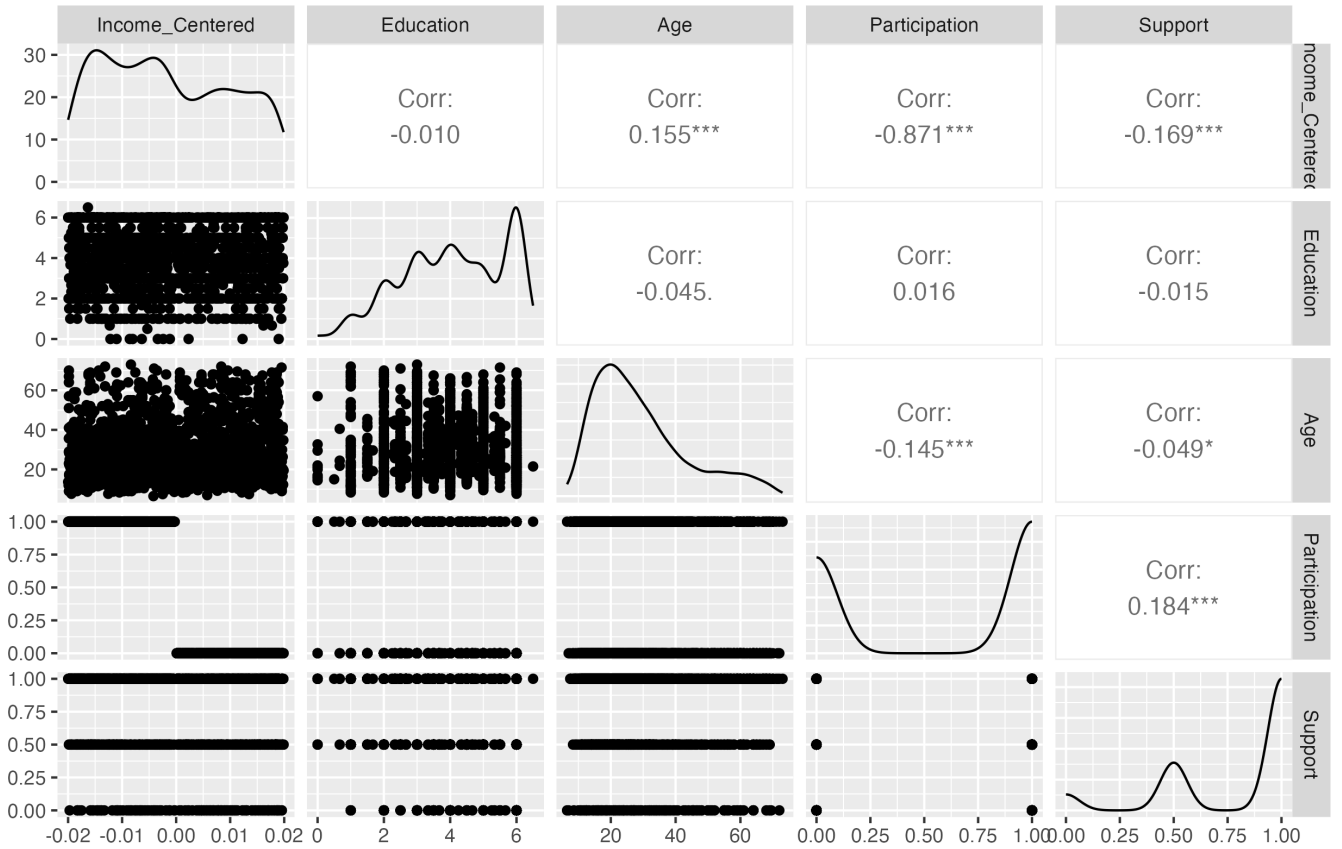 Income_Centered Education Age Participation Support
30
20
10
0
Corr:
-0.010
Corr:
0.155***
Corr:
-0.871***
Corr:
-0.169***
ncome_Centered
6
4
2
0
Corr:
-0.045.
Corr:
0.016
Corr:
-0.015
Education
60
40
20
Corr:
-0.145***
Corr:
-0.049*
Age
1.00
0.75
0.50
0.25
0.00
Corr:
0.184***
Participation
1.00
0.75
0.50
0.25
0.00
Support
-0.02 -0.01 0.00 0.01 0.02 0 2 4 6 20 40 60 0.00 0.25 0.50 0.75 1.00 0.00 0.25 0.50 0.75 1.00